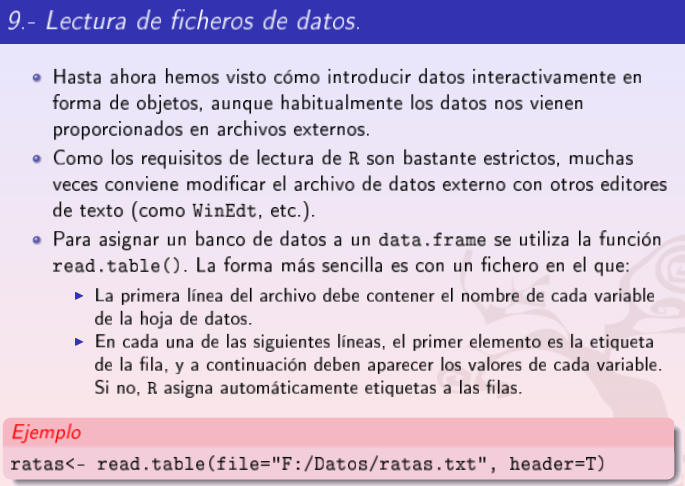 9.- Lectura de ficheros de datos.
Hasta ahora hemos visto cómo introducir datos interactivamente en
forma de objetos, aunque habitualmente los datos nos vienen
proporcionados en archivos externos.
Como los requisitos de lectura de R son bastante estrictos, muchas
veces conviene modificar el archivo de datos externo con otros editores
de texto (como WinEdt, etc.).
Para asignar un banco de datos a un data.frame se utiliza la función
read.table(). La forma más sencilla es con un fichero en el que:
La primera línea del archivo debe contener el nombre de cada variable
de la hoja de datos.
En cada una de las siguientes líneas, el primer elemento es la etiqueta
de la fila, y a continuación deben aparecer los valores de cada variable.
Si no, R asigna automáticamente etiquetas a las filas.
Ejemplo
ratas<- read.table(file="F:/Datos/ratas.txt", header=T)